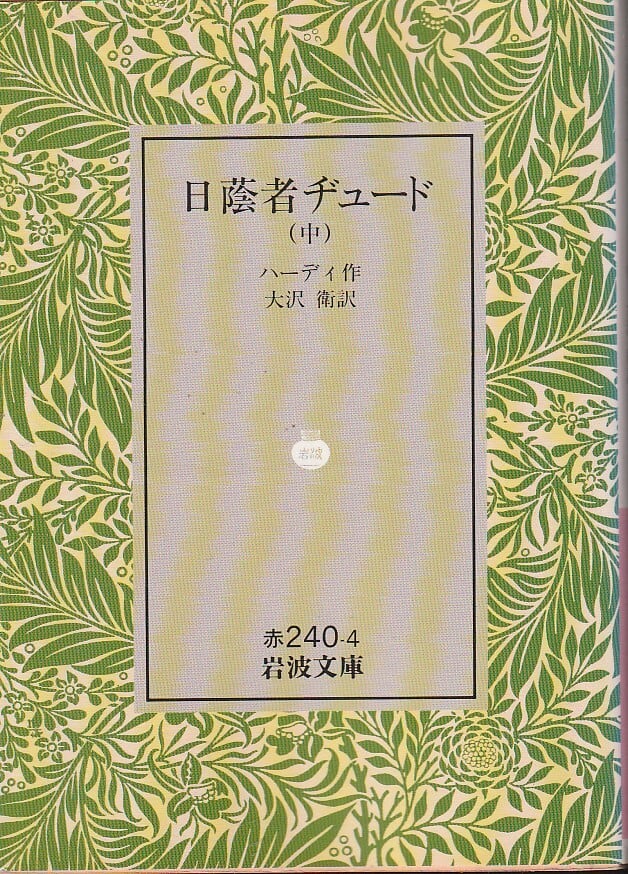 日蔭者ヂュード
(中)
ハーディ作
大沢 衛訳
岩波
赤240-4
岩波文庫